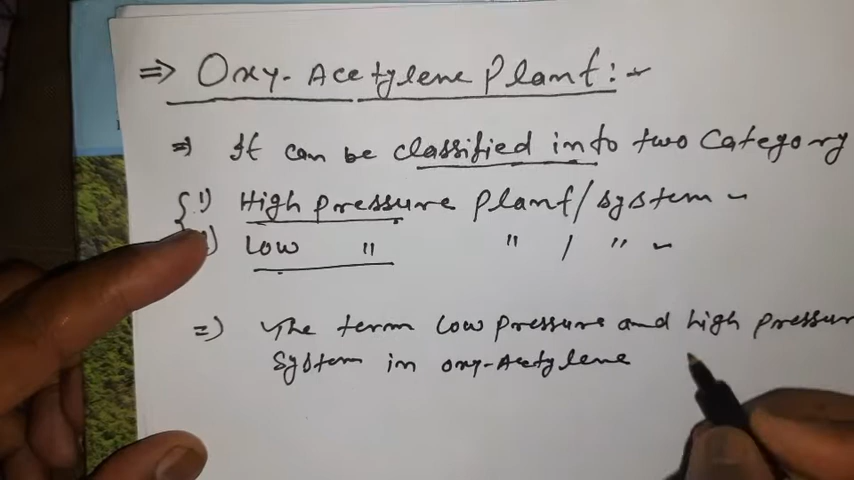 => Oxy-Acetylene Plant:-
=> It can be classified into two Category
1) High pressure plant/system -
) Low " " / " -
=) The term low pressure and high pressur
System in oxy-Acetylene